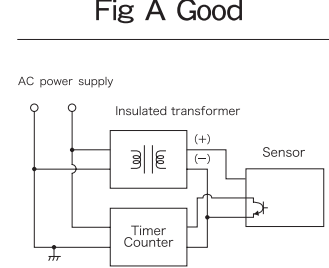 Fig A Good
AC power supply
Insulated transformer
(+)
(−)
Sensor
Timer
Counter